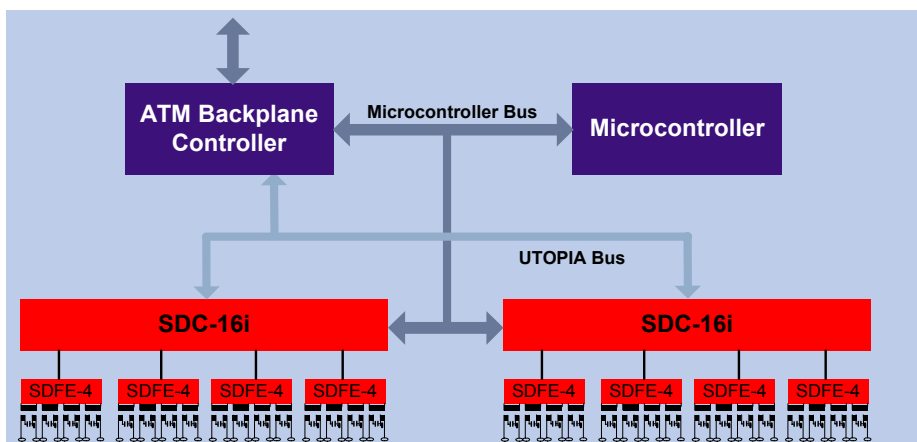 ATM Backplane
Controller
Microcontroller Bus
Microcontroller
UTOPIA Bus
SDC-16i
SDC-16i
SDFE-4
SDFE-4
SDFE-4
SDFE-4
SDFE-4
SDFE-4
SDFE-4
SDFE-4